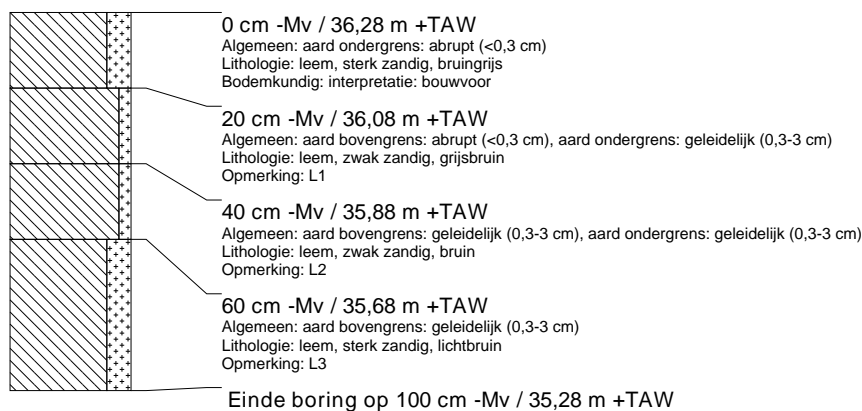 0 cm -Mv / 36,28 m +TAW
Algemeen: aard ondergrens: abrupt (<0,3 cm)
Lithologie: leem, sterk zandig, bruingrijs
Bodemkundig: interpretatie: bouwvoor
20 cm -Mv / 36,08 m +TAW
Algemeen: aard bovengrens: abrupt (<0,3 cm), aard ondergrens: geleidelijk (0,3-3 cm)
Lithologie: leem, zwak zandig, grijsbruin
Opmerking: L1
40 cm -Mv / 35,88 m +TAW
Algemeen: aard bovengrens: geleidelijk (0,3-3 cm), aard ondergrens: geleidelijk (0,3-3 cm)
Lithologie: leem, zwak zandig, bruin
Opmerking: L2
60 cm -Mv / 35,68 m +TAW
Algemeen: aard bovengrens: geleidelijk (0,3-3 cm)
Lithologie: leem, sterk zandig, lichtbruin
Opmerking: L3
Einde boring op 100 cm -Mv / 35,28 m +TAW